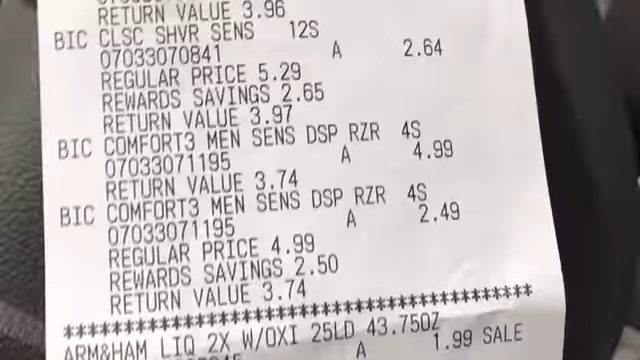 RETURN VALUE 3.96
BIC CLSC SHVR SENS 12S
07033070841 A 2.64
REGULAR PRICE 5.29
REWARDS SAVINGS 2.65
RETURN VALUE 3.97
BIC COMFORT3 MEN SENS DSP RZR 4S
07033071195 A 4.99
RETURN VALUE 3.74
BIC COMFORT3 MEN SENS DSP RZR 4S
07033071195 A 2.49
REGULAR PRICE 4.99
REWARDS SAVINGS 2.50
RETURN VALUE 3.74
****************************************
ARM&HAM LIQ 2X W/OXI 25LD 43.75OZ
A 1.99 SALE